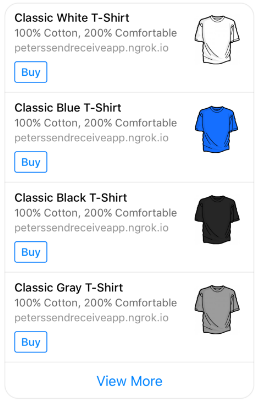 Classic White T-Shirt
100% Cotton, 200% Comfortable
peterssendreceiveapp.ngrok.io
Buy
Classic Blue T-Shirt
100% Cotton, 200% Comfortable
peterssendreceiveapp.ngrok.io
Buy
Classic Black T-Shirt
100% Cotton, 200% Comfortable
peterssendreceiveapp.ngrok.io
Buy
Classic Gray T-Shirt
100% Cotton, 200% Comfortable
peterssendreceiveapp.ngrok.io
Buy
View More